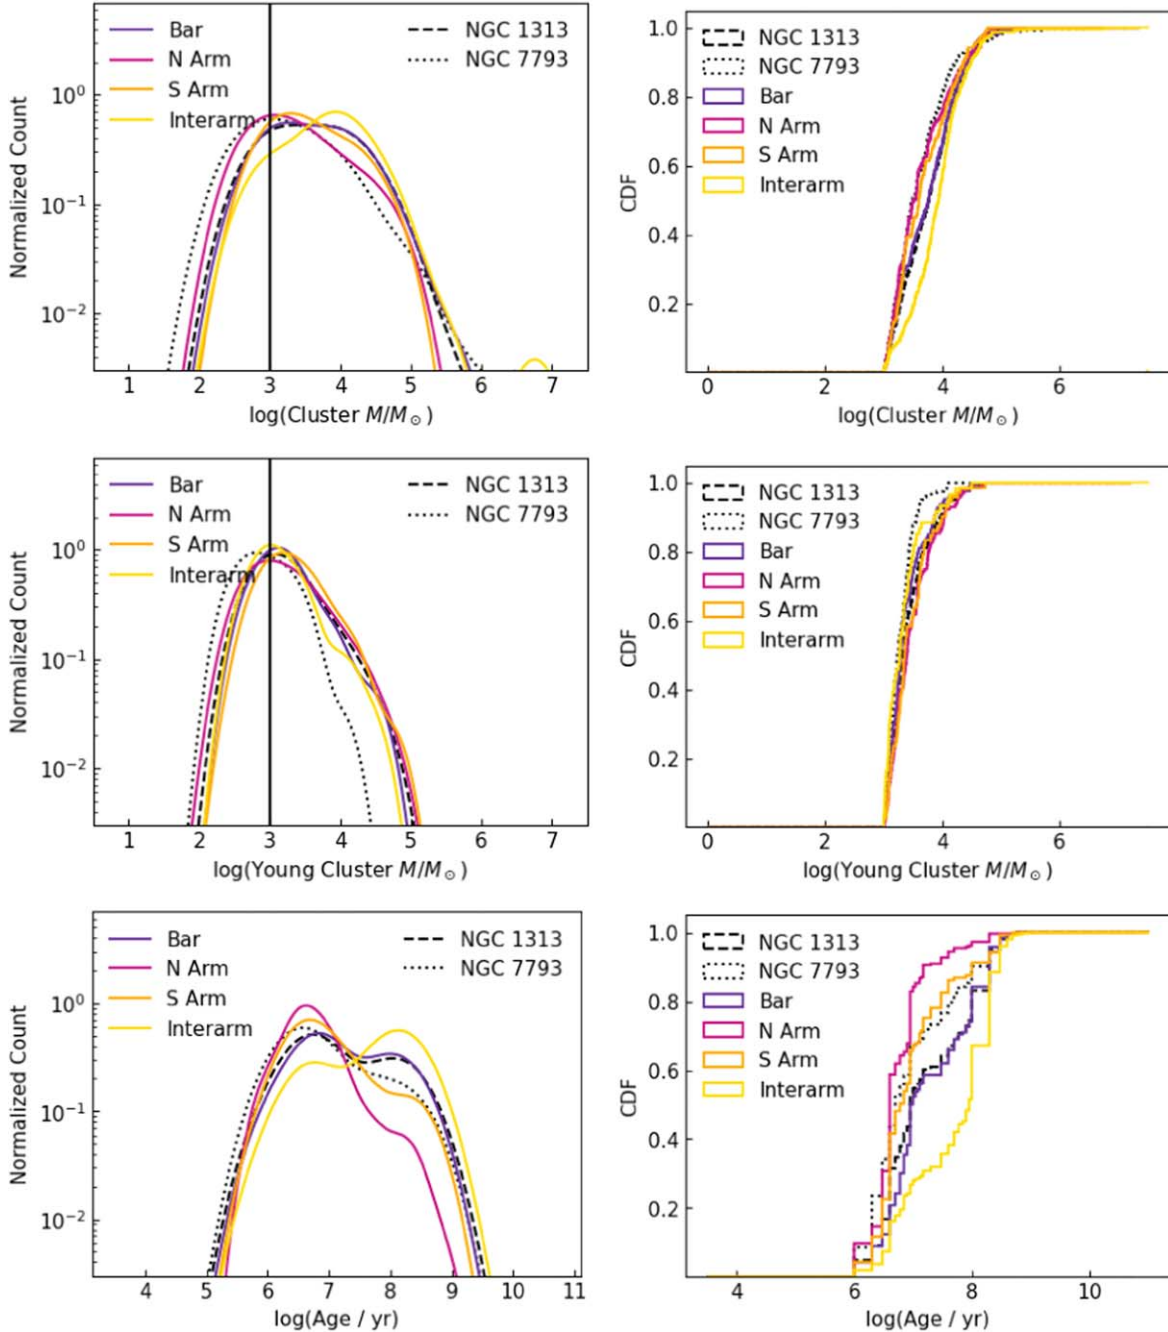 Bar
N Arm
S Arm
Interarm
NGC 1313
NGC 7793
Normalized Count
10⁰
10⁻¹
10⁻²
1 2 3 4 5 6 7
log(Cluster M/M⊙)
NGC 1313
NGC 7793
Bar
N Arm
S Arm
Interarm
CDF
1.0
0.8
0.6
0.4
0.2
0 2 4 6
log(Cluster M/M⊙)
Bar
N Arm
S Arm
Interarm
NGC 1313
NGC 7793
Normalized Count
10⁰
10⁻¹
10⁻²
1 2 3 4 5 6 7
log(Young Cluster M/M⊙)
NGC 1313
NGC 7793
Bar
N Arm
S Arm
Interarm
CDF
1.0
0.8
0.6
0.4
0.2
0 2 4 6
log(Young Cluster M/M⊙)
Bar
N Arm
S Arm
Interarm
NGC 1313
NGC 7793
Normalized Count
10⁰
10⁻¹
10⁻²
4 5 6 7 8 9 10 11
log(Age / yr)
NGC 1313
NGC 7793
Bar
N Arm
S Arm
Interarm
CDF
1.0
0.8
0.6
0.4
0.2
4 6 8 10
log(Age / yr)